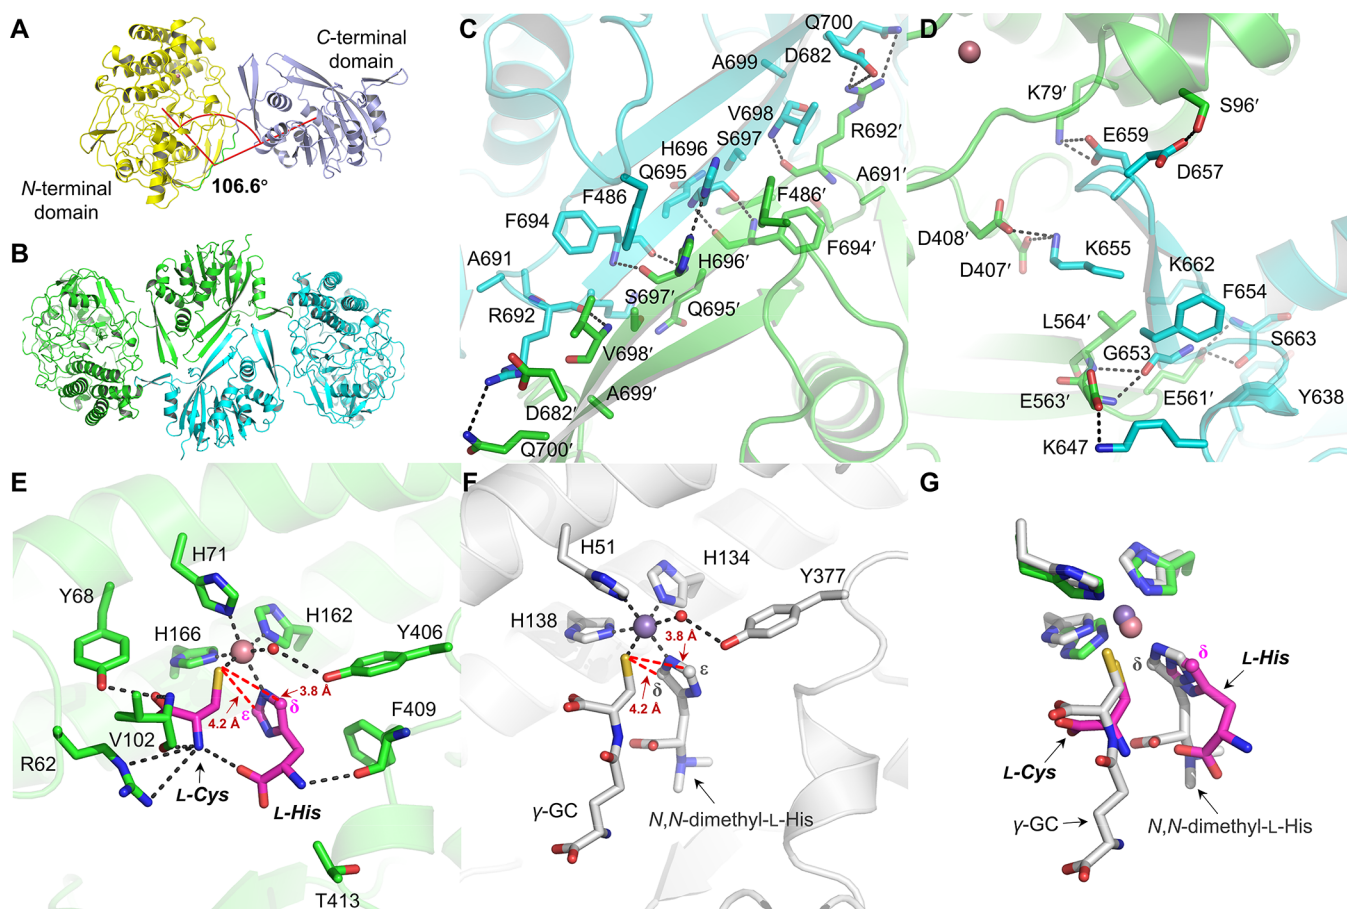 A
C-terminal
domain
N-terminal
domain
106.6°
B
C
Q700
D682
A699
V698
S697
H696
Q695
R692′
A691′
F486
F486′
F694
F694′
A691
H696′
S697′
Q695′
R692
V698′
A699′
D682′
Q700′
D
K79′
S96′
E659
D657
D408′
D407′
K655
K662
F654
L564′
G653
S663
E563′
E561′
Y638
K647
E
H71
Y68
H162
H166
Y406
3.8 Å
δ
ε
4.2 Å
F409
V102
R62
L-Cys
L-His
T413
F
H51
H134
Y377
H138
3.8 Å
ε
δ
4.2 Å
γ-GC
N,N-dimethyl-L-His
G
δ
δ
L-His
L-Cys
γ-GC
N,N-dimethyl-L-His